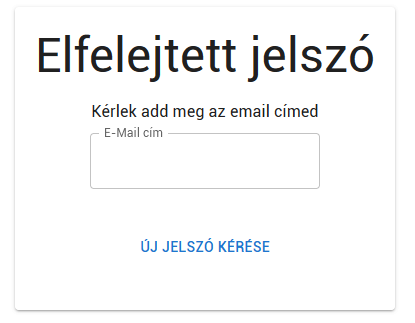 Elfelejtett jelszó
Kérlek add meg az email címed
E-Mail cím
ÚJ JELSZÓ KÉRÉSE